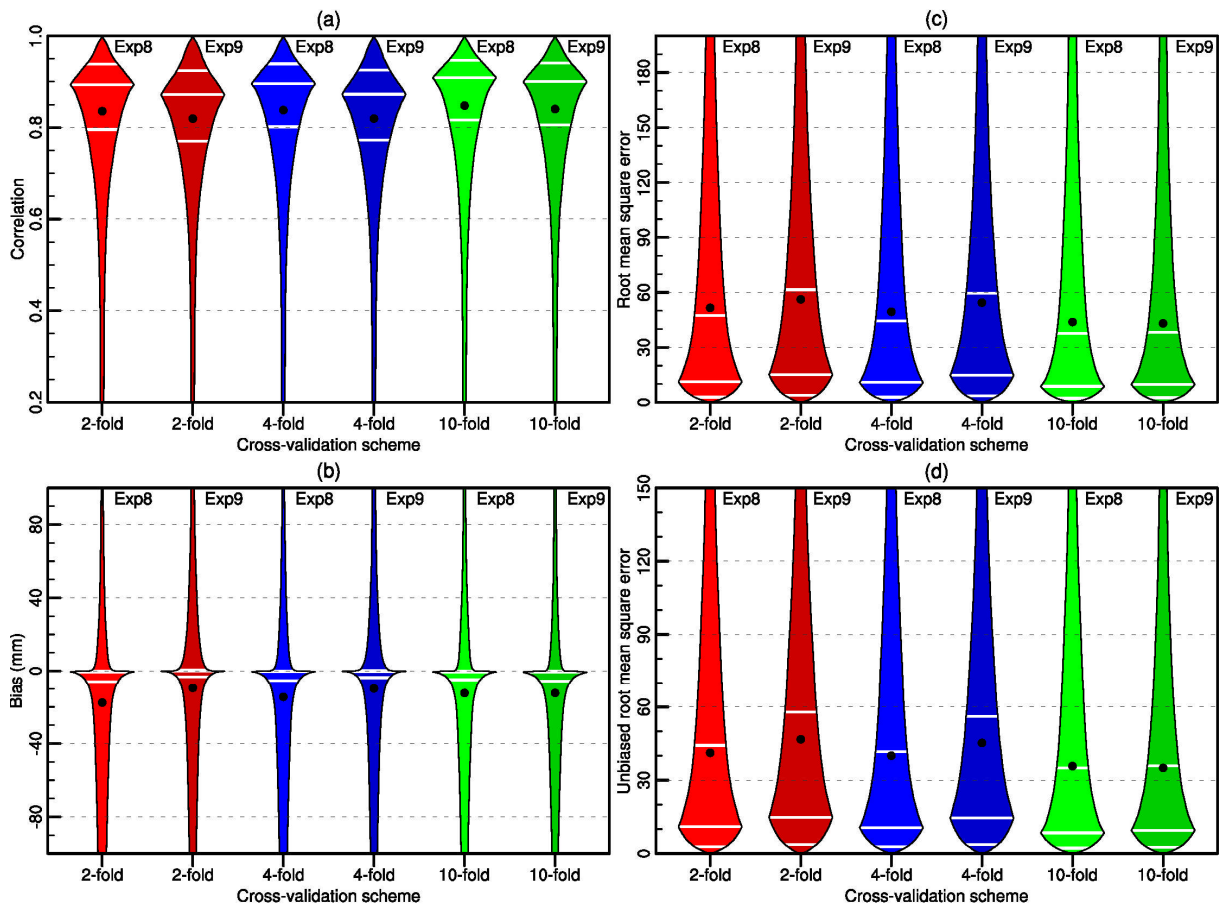 (a)
Correlation
1.0
0.8
0.6
0.4
0.2
Exp8
Exp9
Exp8
Exp9
Exp8
Exp9
2-fold
2-fold
4-fold
4-fold
10-fold
10-fold
Cross-validation scheme
(c)
Root mean square error
180
150
120
90
60
30
0
Exp8
Exp9
Exp8
Exp9
Exp8
Exp9
2-fold
2-fold
4-fold
4-fold
10-fold
10-fold
Cross-validation scheme
(b)
Bias (mm)
80
40
0
-40
-80
Exp8
Exp9
Exp8
Exp9
Exp8
Exp9
2-fold
2-fold
4-fold
4-fold
10-fold
10-fold
Cross-validation scheme
(d)
Unbiased root mean square error
150
120
90
60
30
0
Exp8
Exp9
Exp8
Exp9
Exp8
Exp9
2-fold
2-fold
4-fold
4-fold
10-fold
10-fold
Cross-validation scheme